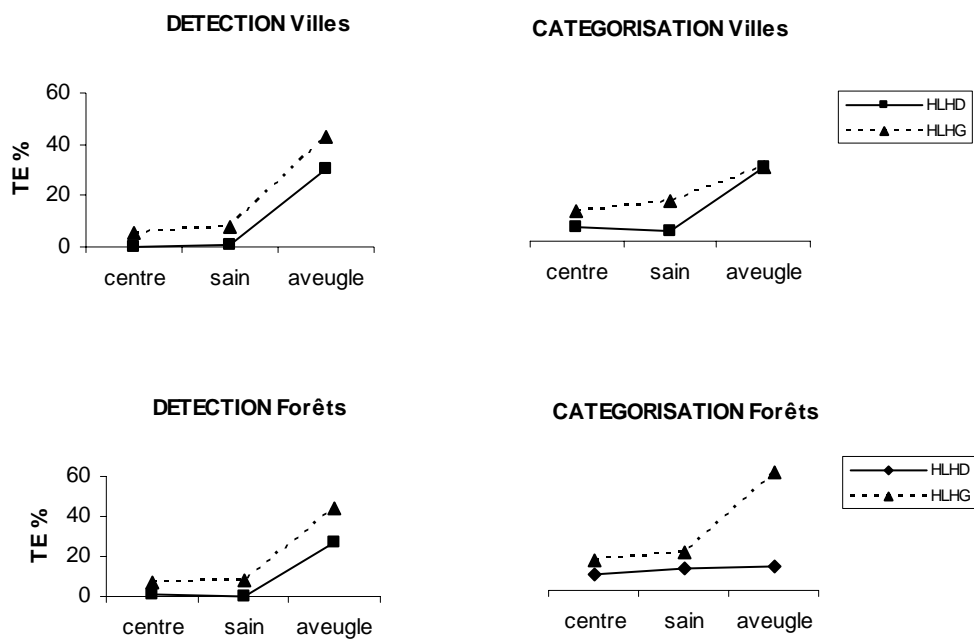 DETECTION Villes
CATEGORISATION Villes
60
40
20
0
TE %
centre sain aveugle
centre sain aveugle
HLHD
HLHG
DETECTION Forêts
CATEGORISATION Forêts
60
40
20
0
TE %
centre sain aveugle
centre sain aveugle
HLHD
HLHG